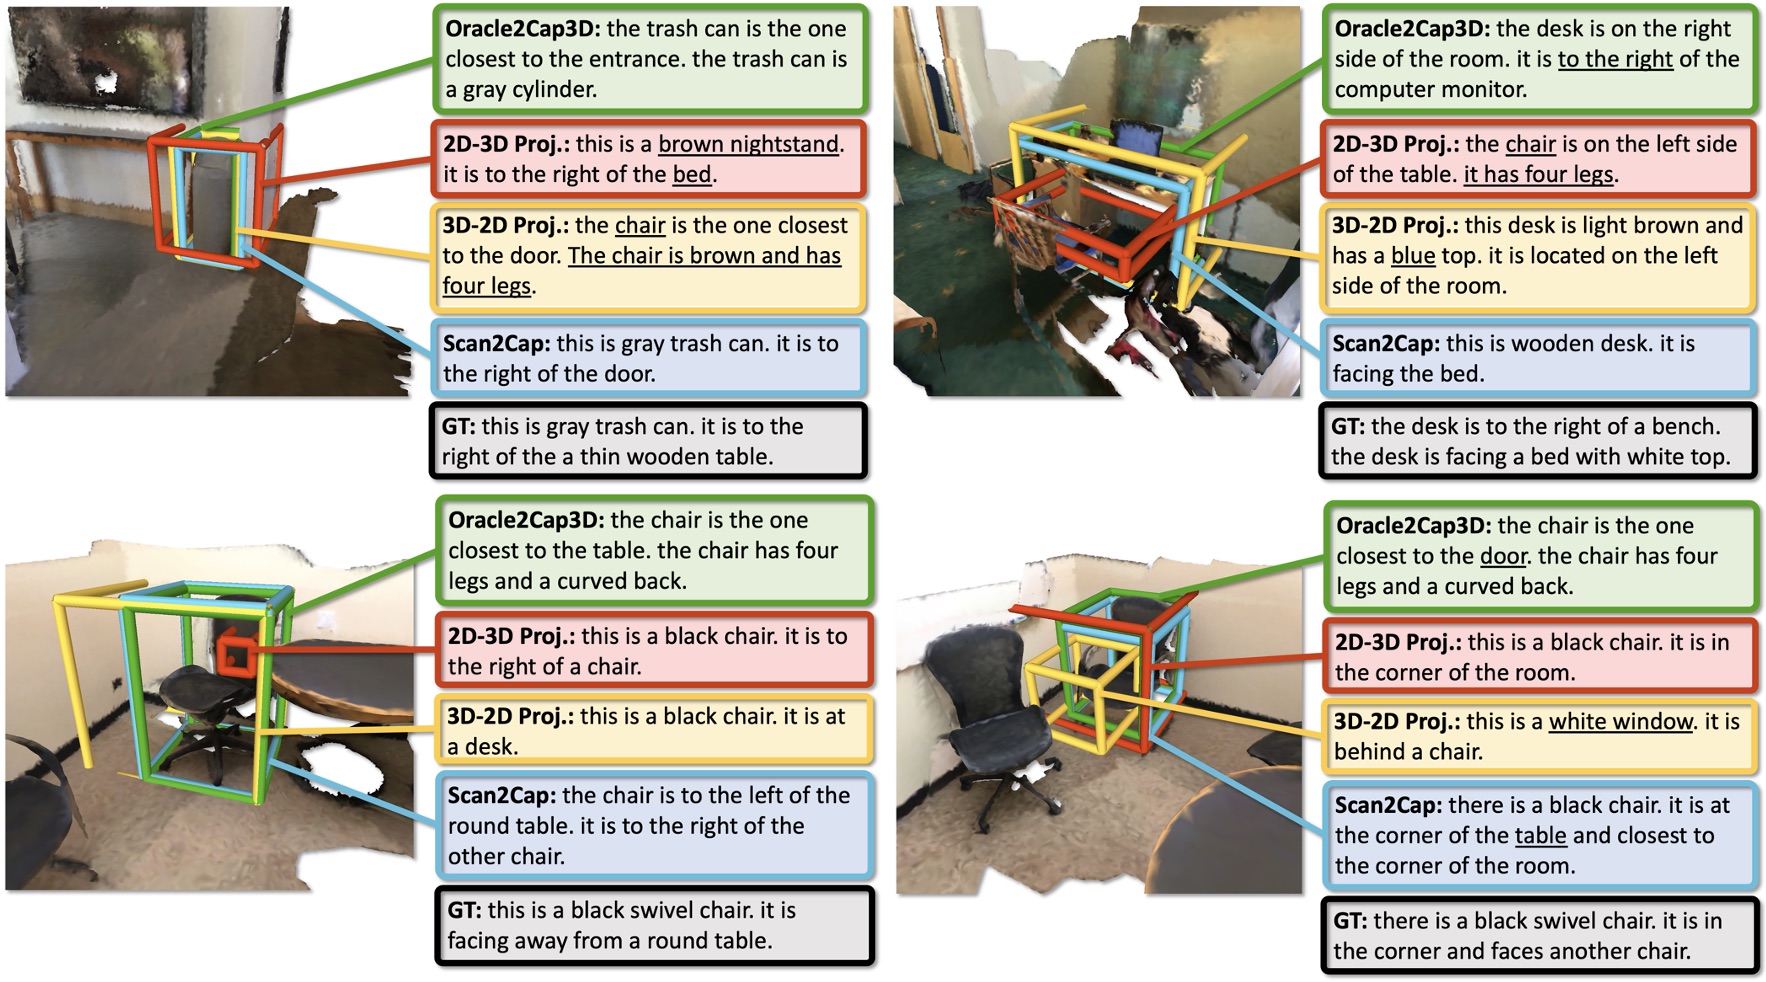 Oracle2Cap3D: the trash can is the one
closest to the entrance. the trash can is
a gray cylinder.
2D-3D Proj.: this is a brown nightstand.
it is to the right of the bed.
3D-2D Proj.: the chair is the one closest
to the door. The chair is brown and has
four legs.
Scan2Cap: this is gray trash can. it is to
the right of the door.
GT: this is gray trash can. it is to the
right of the a thin wooden table.
Oracle2Cap3D: the desk is on the right
side of the room. it is to the right of the
computer monitor.
2D-3D Proj.: the chair is on the left side
of the table. it has four legs.
3D-2D Proj.: this desk is light brown and
has a blue top. it is located on the left
side of the room.
Scan2Cap: this is wooden desk. it is
facing the bed.
GT: the desk is to the right of a bench.
the desk is facing a bed with white top.
Oracle2Cap3D: the chair is the one
closest to the table. the chair has four
legs and a curved back.
2D-3D Proj.: this is a black chair. it is to
the right of a chair.
3D-2D Proj.: this is a black chair. it is at
a desk.
Scan2Cap: the chair is to the left of the
round table. it is to the right of the
other chair.
GT: this is a black swivel chair. it is
facing away from a round table.
Oracle2Cap3D: the chair is the one
closest to the door. the chair has four
legs and a curved back.
2D-3D Proj.: this is a black chair. it is in
the corner of the room.
3D-2D Proj.: this is a white window. it is
behind a chair.
Scan2Cap: there is a black chair. it is at
the corner of the table and closest to
the corner of the room.
GT: there is a black swivel chair. it is in
the corner and faces another chair.